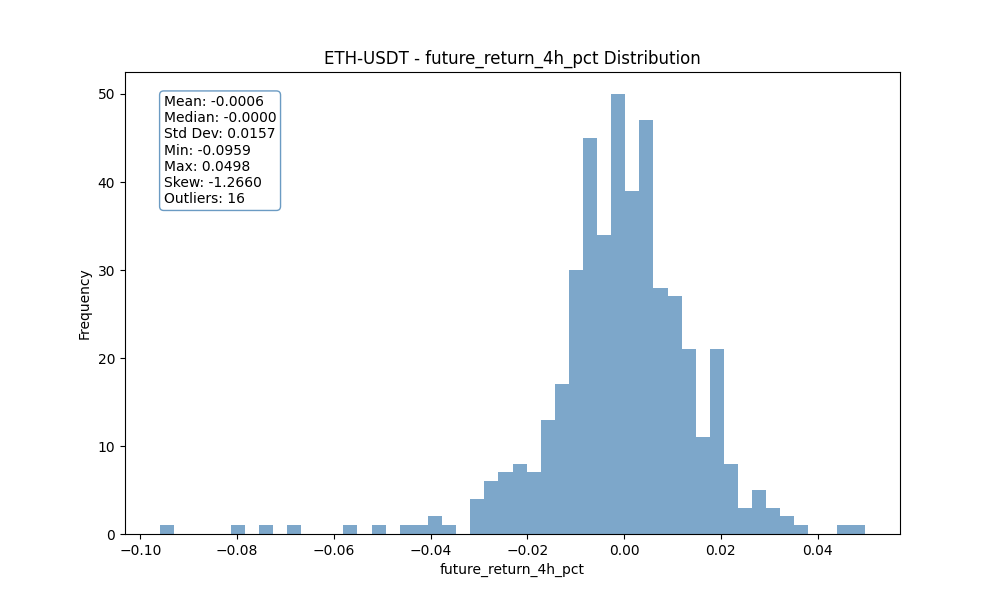 ETH-USDT - future_return_4h_pct Distribution
Mean: -0.0006
Median: -0.0000
Std Dev: 0.0157
Min: -0.0959
Max: 0.0498
Skew: -1.2660
Outliers: 16
Frequency
50
40
30
20
10
0
−0.10 −0.08 −0.06 −0.04 −0.02 0.00 0.02 0.04
future_return_4h_pct